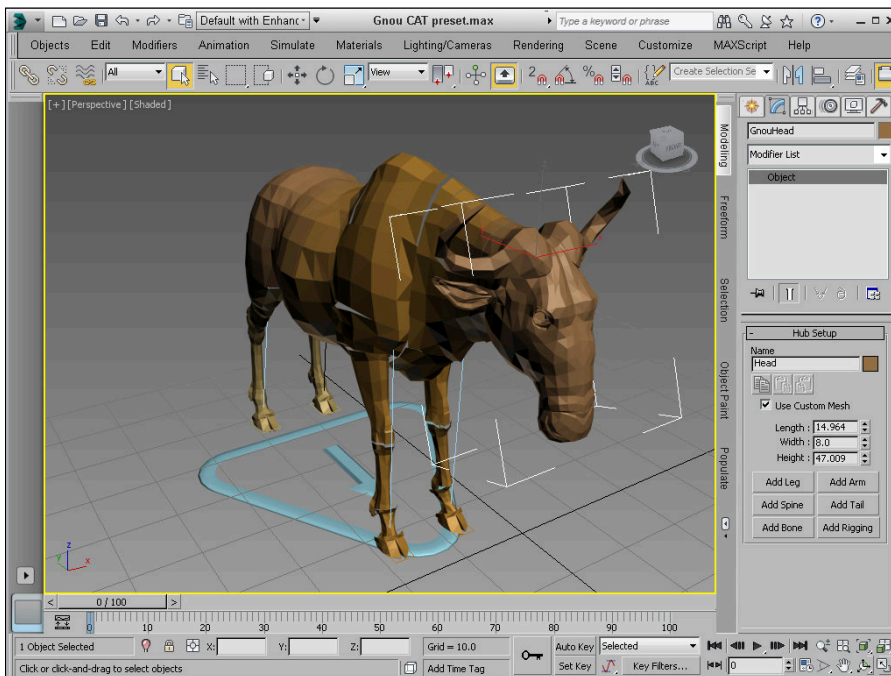 Default with Enhanc
Gnou CAT preset.max
Type a keyword or phrase
Objects Edit Modifiers Animation Simulate Materials Lighting/Cameras Rendering Scene Customize MAXScript Help
All
View
2
%
ABC
Create Selection Se
[+][Perspective][Shaded]
Modeling
Freeform
Selection
Object Paint
Populate
GnouHead
Modifier List
Object
- Hub Setup
Name
Head
Use Custom Mesh
Length : 14.964
Width : 8.0
Height : 47.009
Add Leg Add Arm
Add Spine Add Tail
Add Bone Add Rigging
z
y x
< 0 / 100 >
0 10 20 30 40 50 60 70 80 90 100
1 Object Selected X: Y: Z: Grid = 10.0 Auto Key Selected
Click or click-and-drag to select objects Add Time Tag Set Key Key Filters... 0